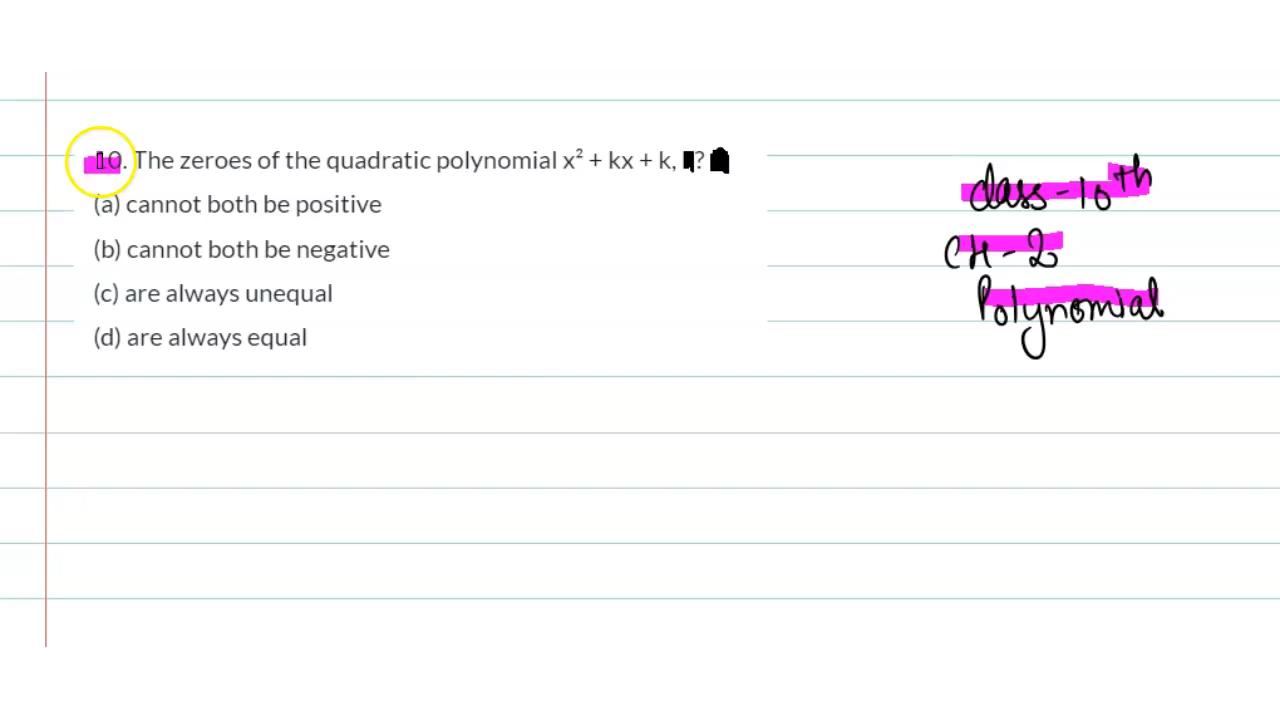 10. The zeroes of the quadratic polynomial x² + kx + k, ?
(a) cannot both be positive
(b) cannot both be negative
(c) are always unequal
(d) are always equal
class-10th
CH-2
Polynomial